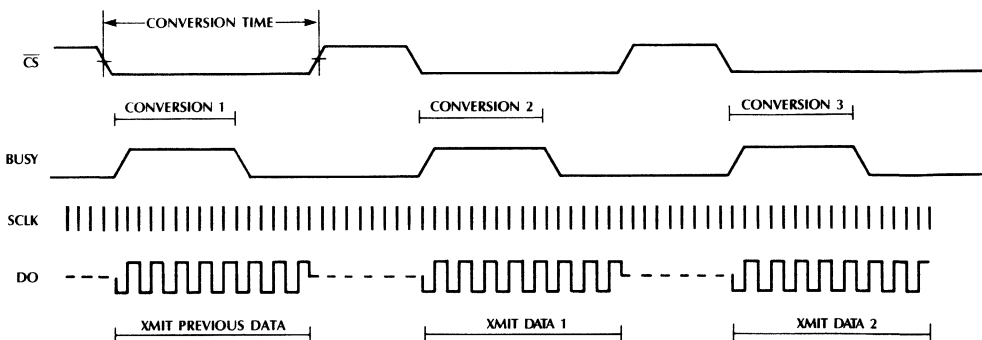 CONVERSION TIME
C̅S̅
CONVERSION 1 CONVERSION 2 CONVERSION 3
BUSY
SCLK
DO
XMIT PREVIOUS DATA XMIT DATA 1 XMIT DATA 2